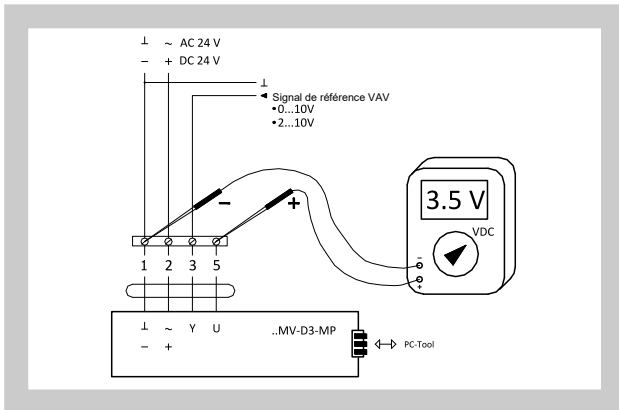 ⊥ ~ AC 24 V
− + DC 24 V
⊥
Signal de référence VAV
•0...10V
•2...10V
− +
3.5 V
VDC
−
+
1 2 3 5
⊥ ~ Y U
− +
..MV-D3-MP
PC-Tool